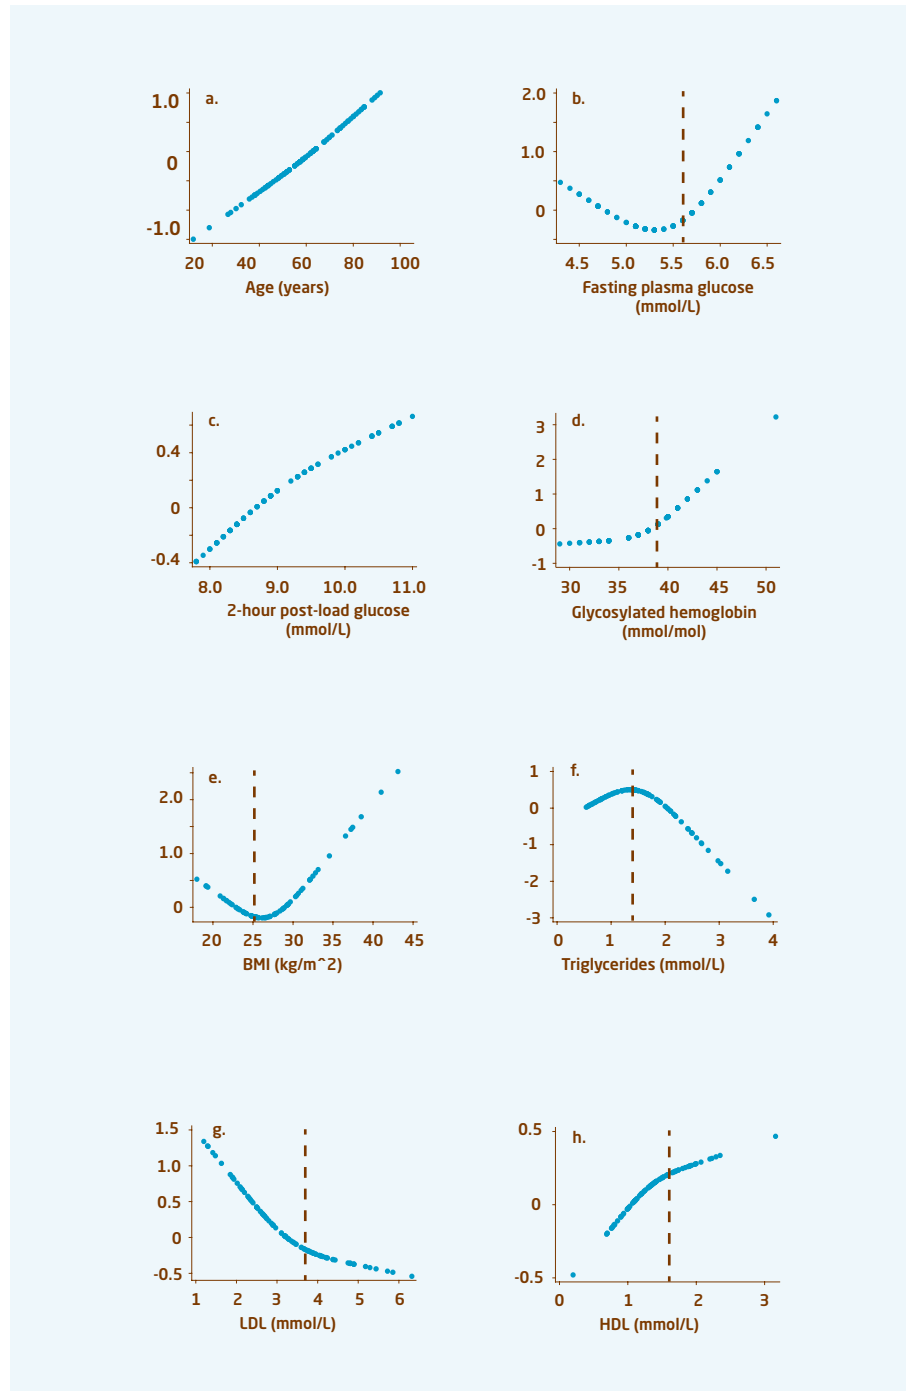 a.
1.0
0
-1.0
20 40 60 80 100
Age (years)
b.
2.0
1.0
0
4.5 5.0 5.5 6.0 6.5
Fasting plasma glucose
(mmol/L)
c.
0.4
0
-0.4
8.0 9.0 10.0 11.0
2-hour post-load glucose
(mmol/L)
d.
3
2
1
0
-1
30 35 40 45 50
Glycosylated hemoglobin
(mmol/mol)
e.
2.0
1.0
0
20 25 30 35 40 45
BMI (kg/m^2)
f.
1
0
-1
-2
-3
0 1 2 3 4
Triglycerides (mmol/L)
g.
1.5
1.0
0.5
0
-0.5
1 2 3 4 5 6
LDL (mmol/L)
h.
0.5
0
-0.5
0 1 2 3
HDL (mmol/L)